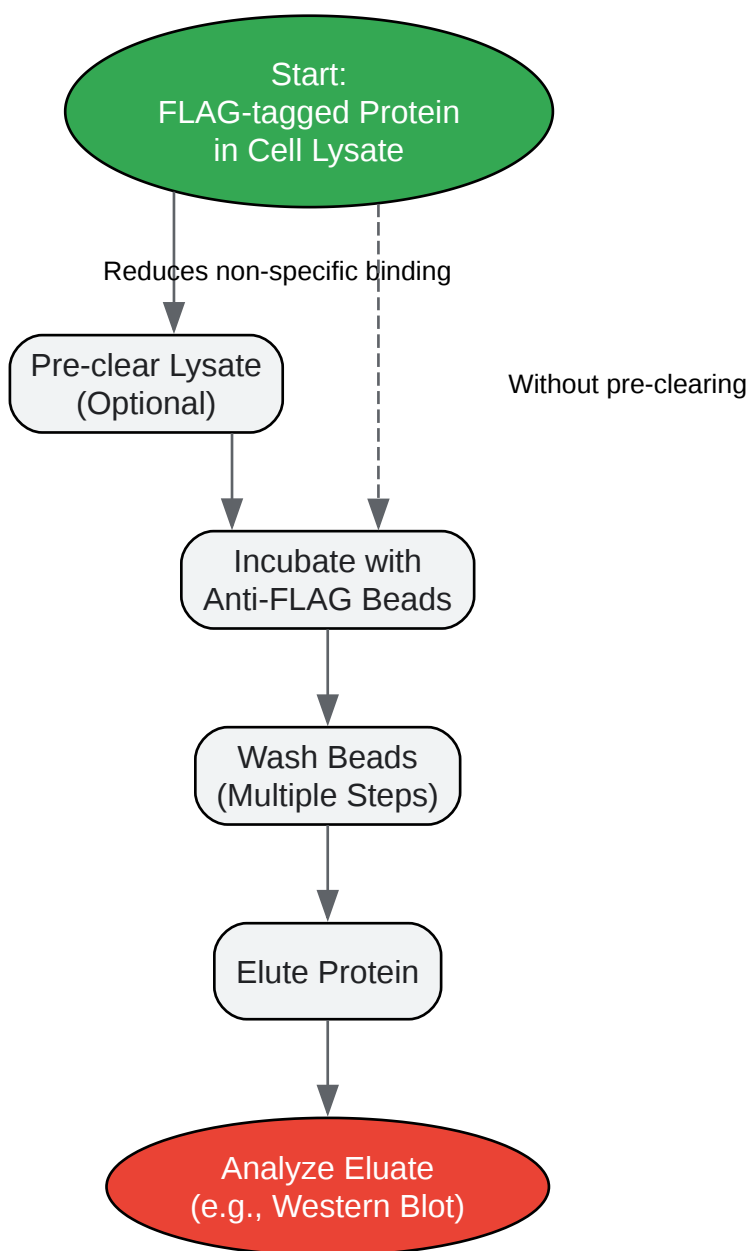 Start:
FLAG-tagged Protein
in Cell Lysate
Reduces non-specific binding
Pre-clear Lysate
(Optional)
Without pre-clearing
Incubate with
Anti-FLAG Beads
Wash Beads
(Multiple Steps)
Elute Protein
Analyze Eluate
(e.g., Western Blot)